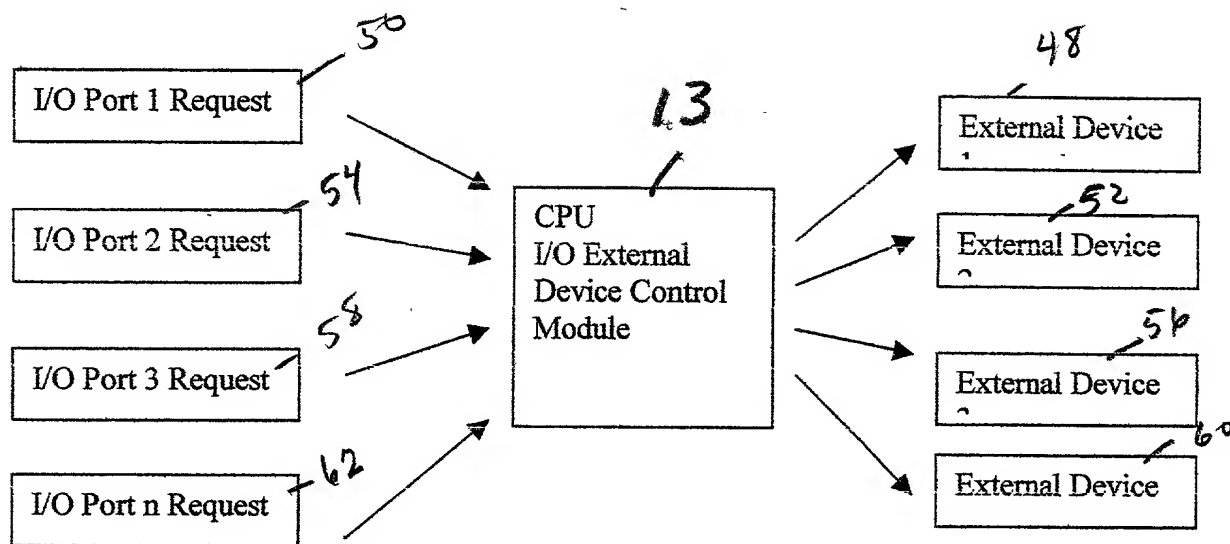 50
I/O Port 1 Request
54
I/O Port 2 Request
58
I/O Port 3 Request
62
I/O Port n Request
13
CPU
I/O External
Device Control
Module
48
External Device
52
External Device
56
External Device
60
External Device